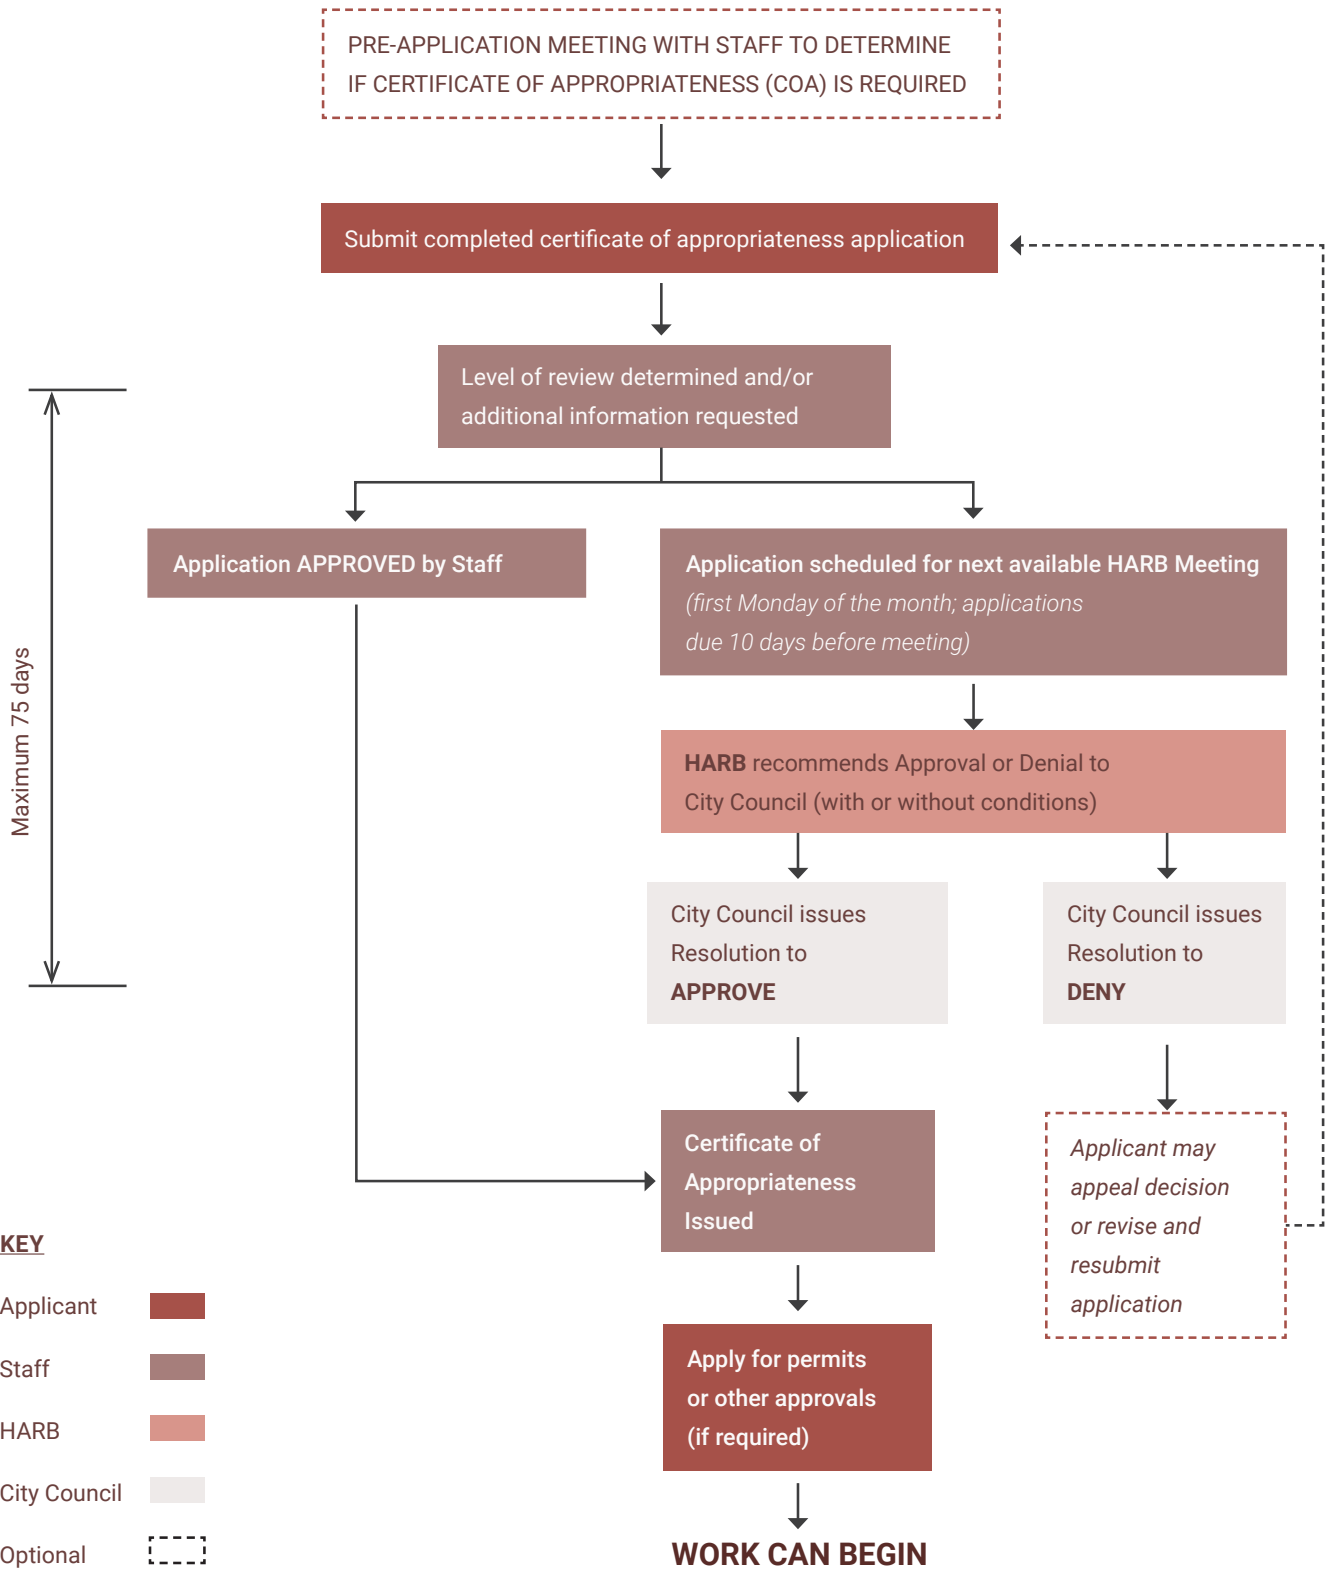 PRE-APPLICATION MEETING WITH STAFF TO DETERMINE
IF CERTIFICATE OF APPROPRIATENESS (COA) IS REQUIRED
Submit completed certificate of appropriateness application
Level of review determined and/or
additional information requested
Application APPROVED by Staff
Application scheduled for next available HARB Meeting
(first Monday of the month; applications
due 10 days before meeting)
Maximum 75 days
HARB recommends Approval or Denial to
City Council (with or without conditions)
City Council issues
Resolution to
APPROVE
City Council issues
Resolution to
DENY
Certificate of
Appropriateness
Issued
Applicant may
appeal decision
or revise and
resubmit
application
Apply for permits
or other approvals
(if required)
WORK CAN BEGIN
KEY
Applicant
Staff
HARB
City Council
Optional